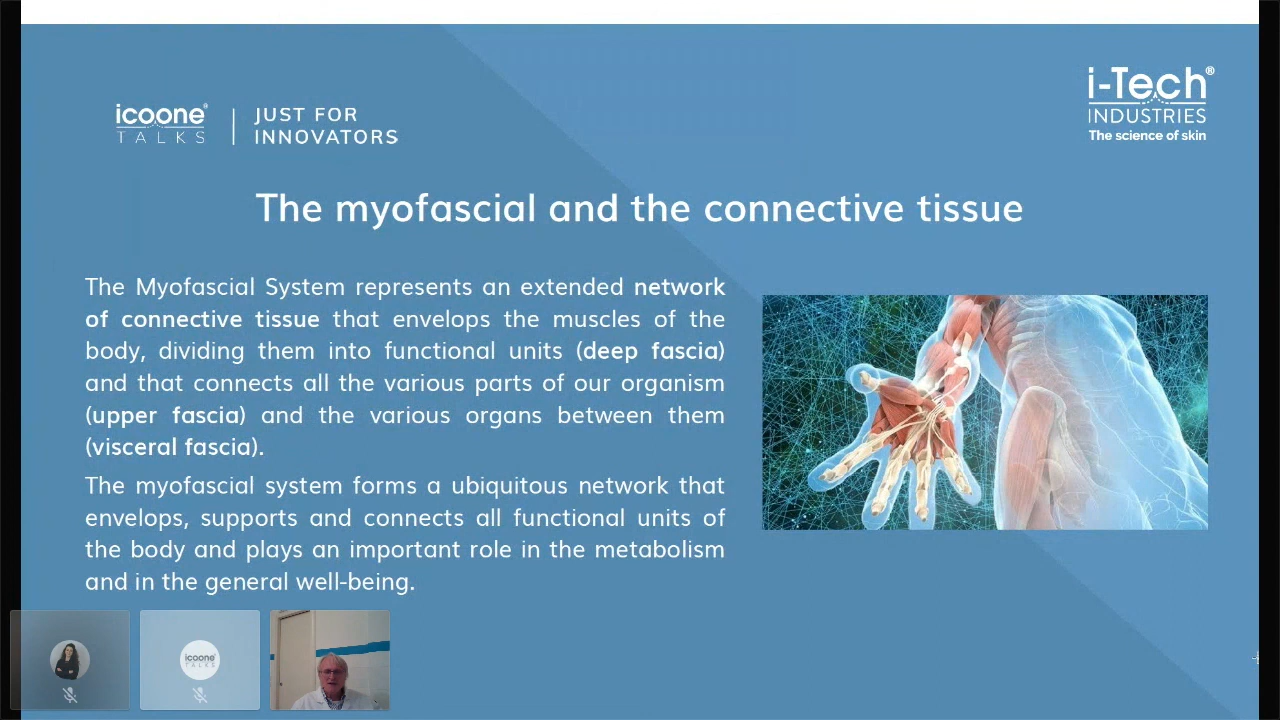 icoone®
TALKS
JUST FOR
INNOVATORS
i-Tech®
INDUSTRIES
The science of skin
The myofascial and the connective tissue
The Myofascial System represents an extended network
of connective tissue that envelops the muscles of the
body, dividing them into functional units (deep fascia)
and that connects all the various parts of our organism
(upper fascia) and the various organs between them
(visceral fascia).
The myofascial system forms a ubiquitous network that
envelops, supports and connects all functional units of
the body and plays an important role in the metabolism
and in the general well-being.
icoone
TALKS